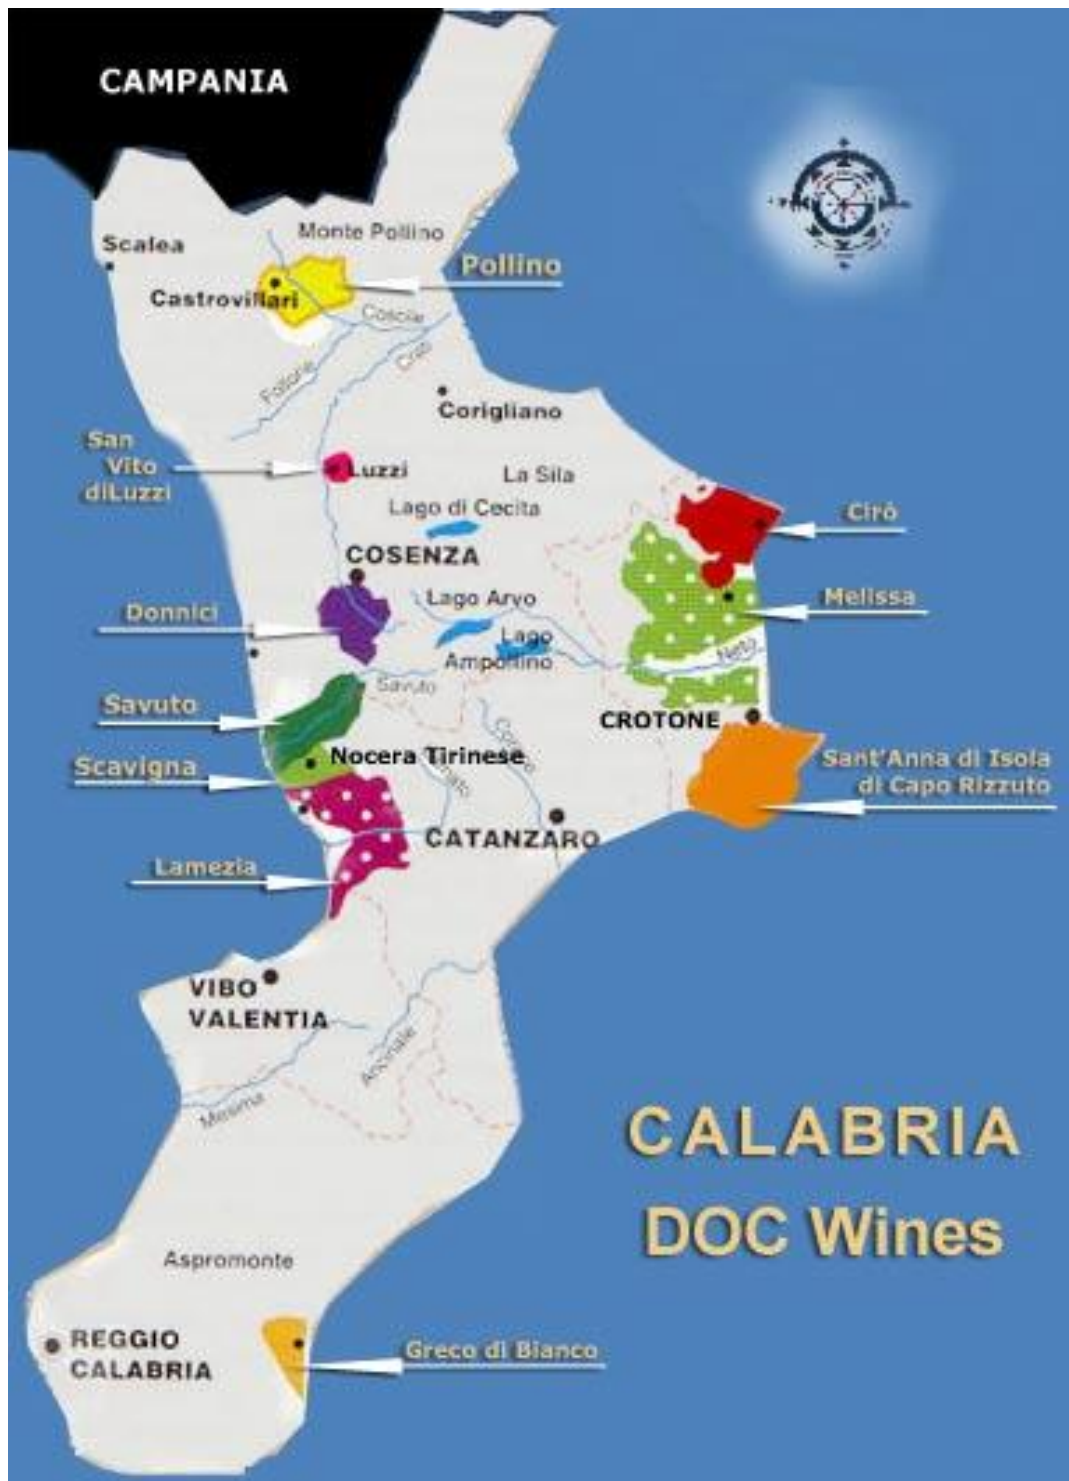 CAMPANIA
Monte Pollino
Scalea
Pollino
Castrovillari
Coscile
Crati
Follone
Corigliano
San
Vito
diLuzzi
Luzzi
La Sila
Lago di Cecita
Cirò
COSENZA
Lago Arvo
Melissa
Donnici
Lago
Ampollino
Neto
Savuto
Savuto
CROTONE
Nocera Tirinese
Scavigna
Sant'Anna di Isola
di Capo Rizzuto
CATANZARO
Lamezia
VIBO
VALENTIA
Ancinale
Mesima
CALABRIA
DOC Wines
Aspromonte
REGGIO
CALABRIA
Greco di Bianco